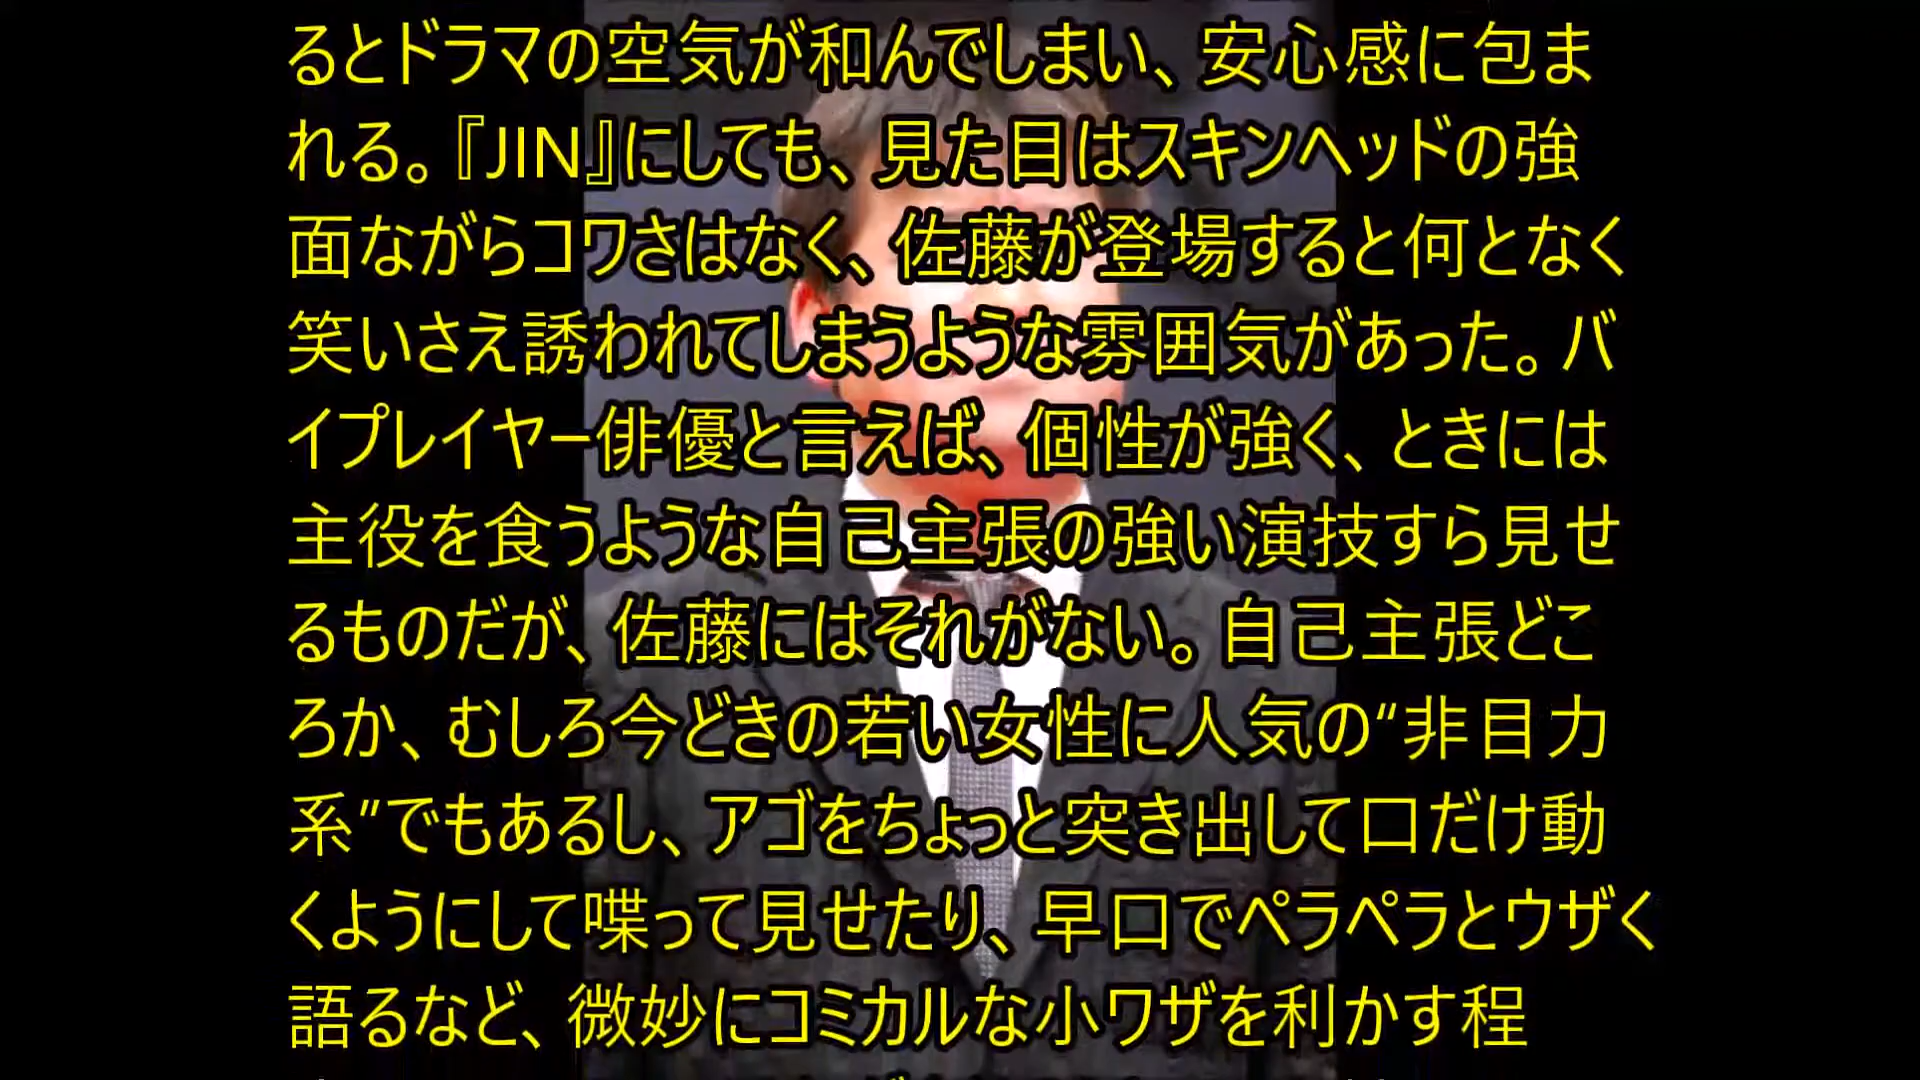 るとドラマの空気が和んでしまい、安心感に包ま
れる。『JIN』にしても、見た目はスキンヘッドの強
面ながらコワさはなく、佐藤が登場すると何となく
笑いさえ誘われてしまうような雰囲気があった。バ
イプレイヤー俳優と言えば、個性が強く、ときには
主役を食うような自己主張の強い演技すら見せ
るものだが、佐藤にはそれがない。自己主張どこ
ろか、むしろ今どきの若い女性に人気の“非目力
系”でもあるし、アゴをちょっと突き出して口だけ動
くようにして喋って見せたり、早口でペラペラとウザく
語るなど、微妙にコミカルな小ワザを利かす程